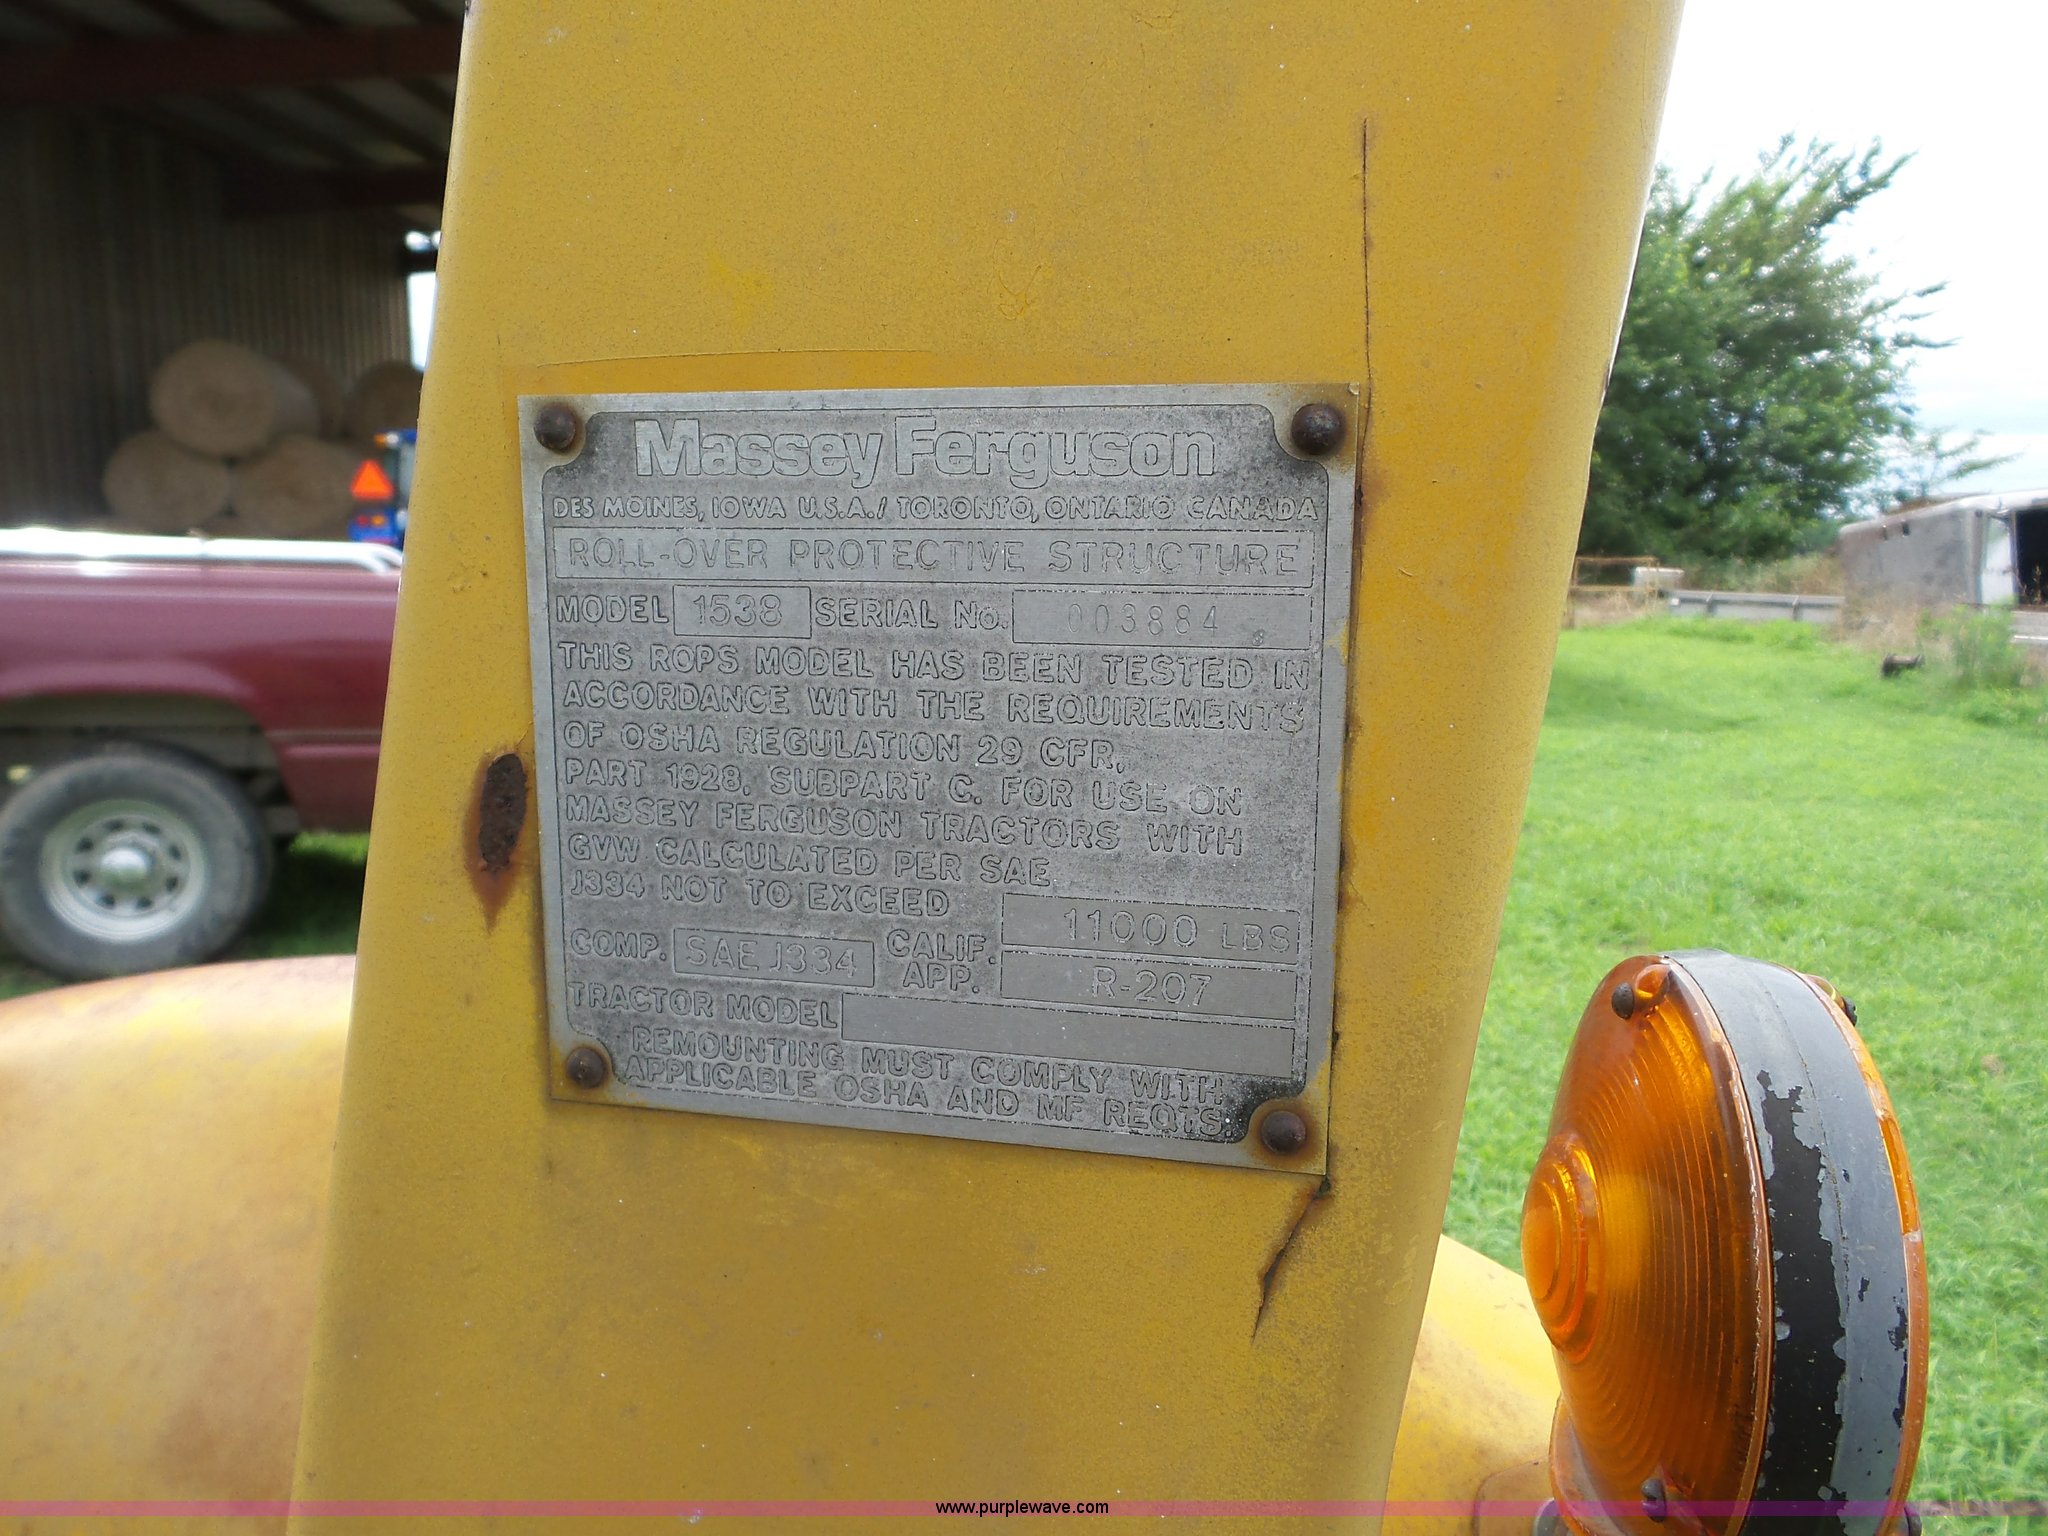 Massey Ferguson
DES MOINES, IOWA U.S.A./ TORONTO, ONTARIO CANADA
ROLL-OVER PROTECTIVE STRUCTURE
MODEL 1538 SERIAL No. 003884
THIS ROPS MODEL HAS BEEN TESTED IN
ACCORDANCE WITH THE REQUIREMENTS
OF OSHA REGULATION 29 CFR,
PART 1928, SUBPART C. FOR USE ON
MASSEY FERGUSON TRACTORS WITH
GVW CALCULATED PER SAE
J334 NOT TO EXCEED 11000 LBS
COMP. SAE J334 CALIF. APP. R-207
TRACTOR MODEL
REMOUNTING MUST COMPLY WITH
APPLICABLE OSHA AND MF REQTS.
www.purplewave.com